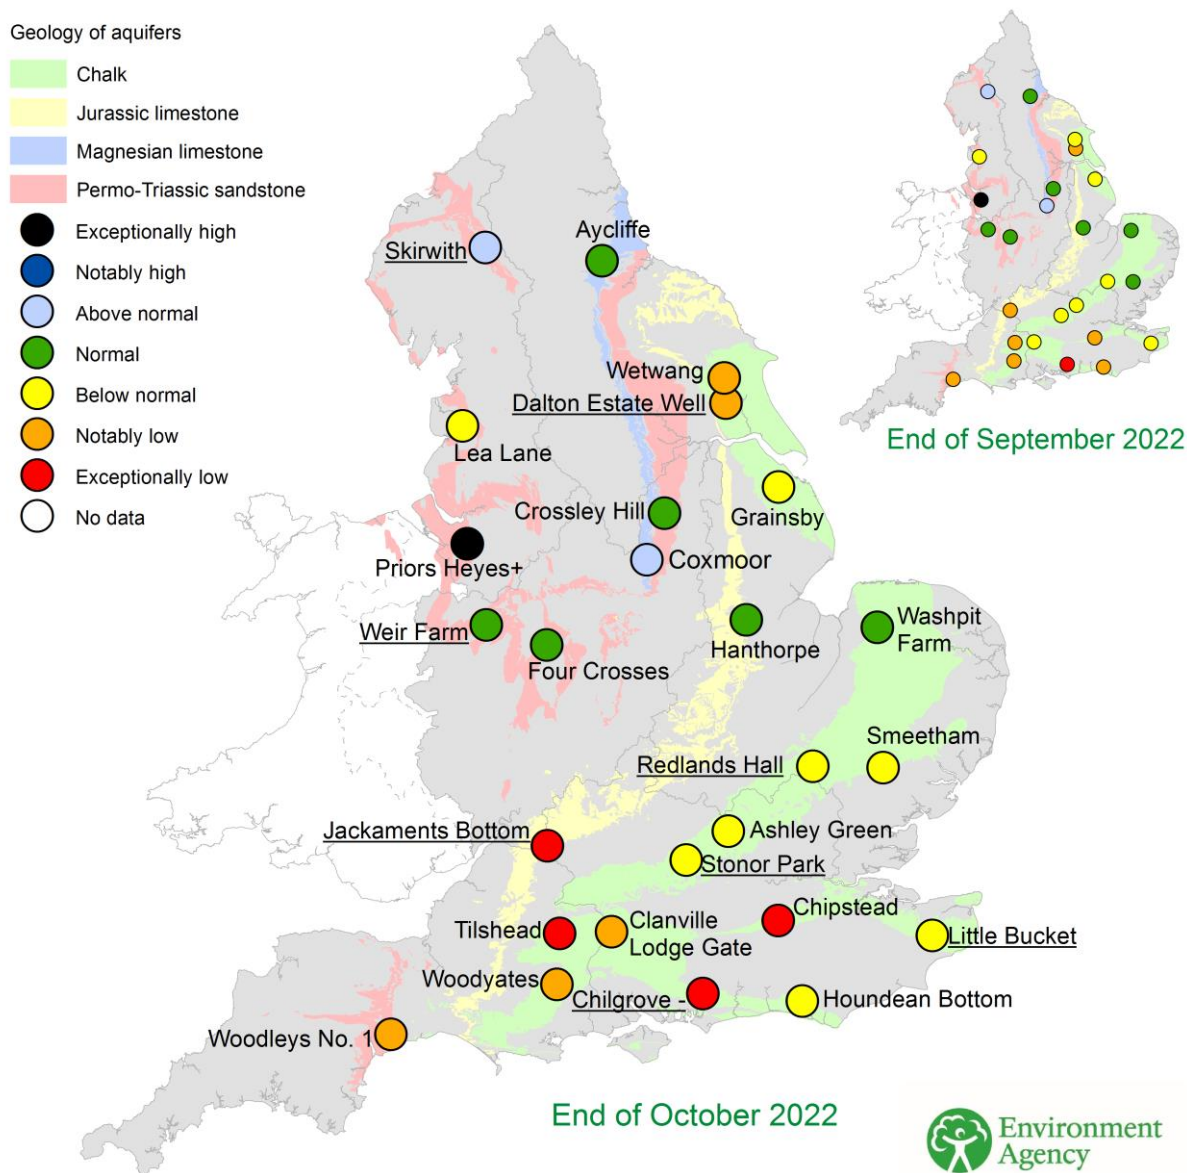 Geology of aquifers
Chalk
Jurassic limestone
Magnesian limestone
Permo-Triassic sandstone
Exceptionally high
Notably high
Above normal
Normal
Below normal
Notably low
Exceptionally low
No data
End of September 2022
Skirwith
Aycliffe
Wetwang
Dalton Estate Well
Lea Lane
Grainsby
Crossley Hill
Priors Heyes+
Coxmoor
Weir Farm
Four Crosses
Hanthorpe
Washpit
Farm
Smeetham
Redlands Hall
Jackaments Bottom
Ashley Green
Stonor Park
Chipstead
Tilshead
Clanville
Lodge Gate
Little Bucket
Woodyates
Chilgrove -
Houndean Bottom
Woodleys No. 1
End of October 2022
Environment
Agency